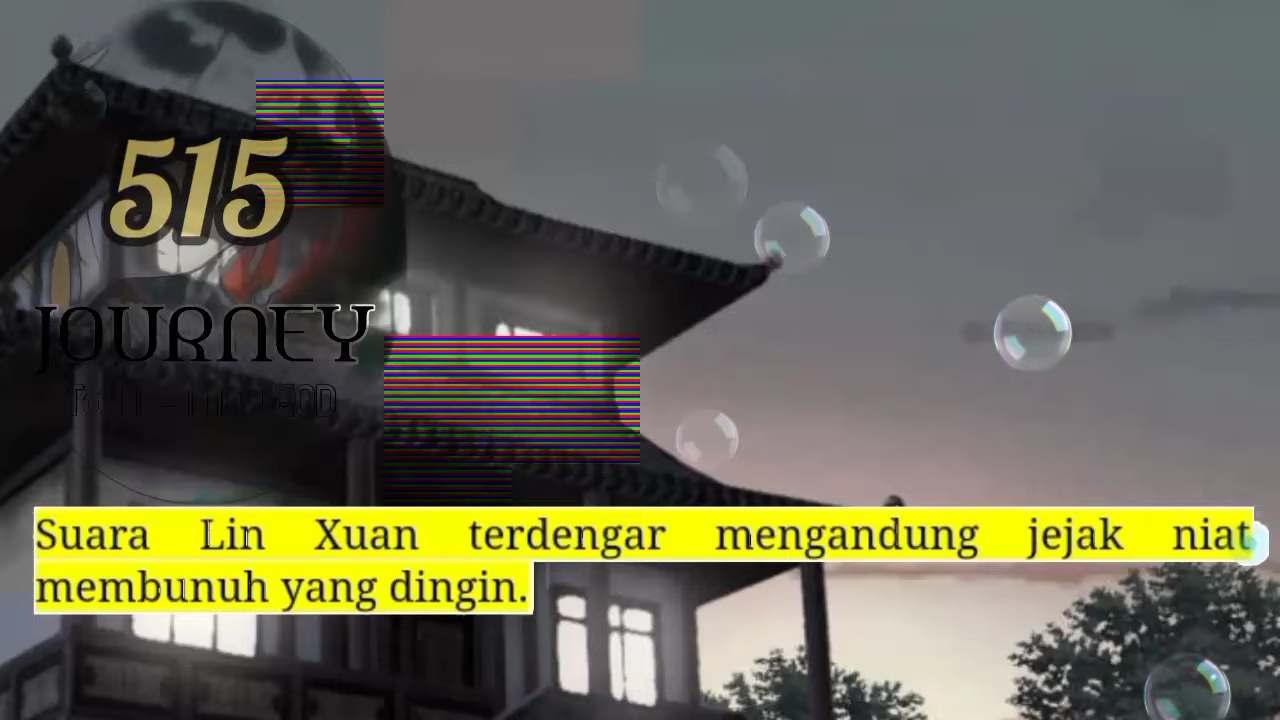 515
JOURNEY
Suara Lin Xuan terdengar mengandung jejak niat
membunuh yang dingin.